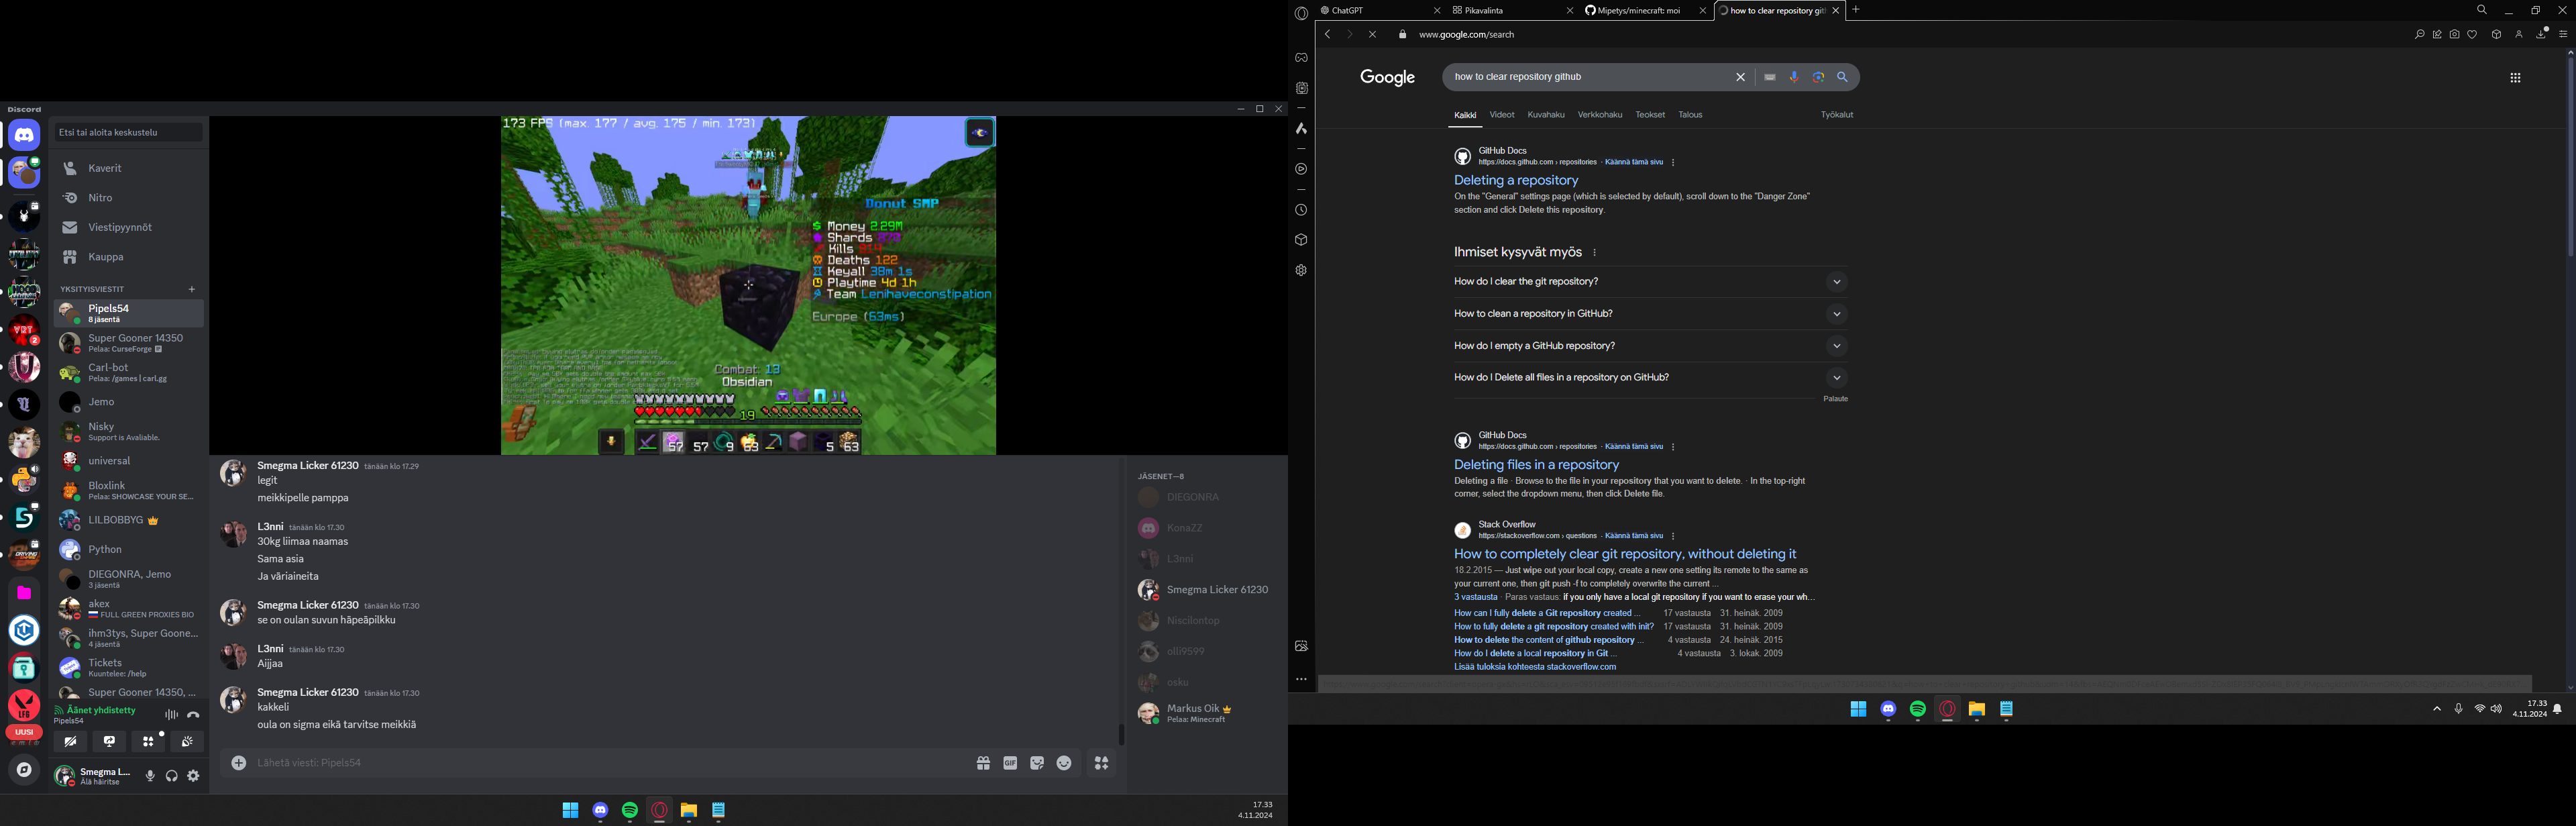 Discord
Etsi tai aloita keskustelu
Kaverit
Nitro
Viestipyynnöt
Kauppa
YKSITYISVIESTIT
Pipels54
8 jäsentä
Super Gooner 14350
Pelaa: CurseForge
Carl-bot
Pelaa: /games | carl.gg
Jemo
Nisky
Support is Avaliable.
universal
Bloxlink
Pelaa: SHOWCASE YOUR SE...
LILBOBBYG
Python
DIEGONRA, Jemo
3 jäsentä
akex
FULL GREEN PROXIES BIO
ihm3tys, Super Goone...
4 jäsentä
Tickets
Kuuntelee: /help
Super Gooner 14350, ...
2
LFG
UUSI
Äänet yhdistetty
Pipels54
Smegma L...
Älä häiritse
173 FPS (max. 177 / avg. 175 / min. 173)
Donut SMP
$ Money 2.29M
Shards
Kills
Deaths 122
Keyall 38m 1s
Playtime 4d 1h
Team Lenihaveconstipation
Europe (63ms)
Combat: 13
Obsidian
19
57 57 9 63 5 63
Smegma Licker 61230 tänään klo 17.29
legit
meikkipelle pamppa
L3nni tänään klo 17.30
30kg liimaa naamas
Sama asia
Ja väriaineita
Smegma Licker 61230 tänään klo 17.30
se on oulan suvun häpeäpilkku
L3nni tänään klo 17.30
Aijjaa
Smegma Licker 61230 tänään klo 17.30
kakkeli
oula on sigma eikä tarvitse meikkiä
Lähetä viesti: Pipels54
GIF
JÄSENET—8
DIEGONRA
KonaZZ
L3nni
Smegma Licker 61230
Niscilontop
olli9599
osku
Markus Oik
Pelaa: Minecraft
17.33
4.11.2024
ChatGPT
Pikavalinta
Mipetys/minecraft: moi
how to clear repository git
www.google.com/search
Google
how to clear repository github
Kaikki Videot Kuvahaku Verkkohaku Teokset Talous Työkalut
GitHub Docs
https://docs.github.com › repositories · Käännä tämä sivu
Deleting a repository
On the "General" settings page (which is selected by default), scroll down to the "Danger Zone"
section and click Delete this repository.
Ihmiset kysyvät myös
How do I clear the git repository?
How to clean a repository in GitHub?
How do I empty a GitHub repository?
How do I Delete all files in a repository on GitHub?
Palaute
GitHub Docs
https://docs.github.com › repositories · Käännä tämä sivu
Deleting files in a repository
Deleting a file · Browse to the file in your repository that you want to delete. · In the top-right
corner, select the dropdown menu, then click Delete file.
Stack Overflow
https://stackoverflow.com › questions · Käännä tämä sivu
How to completely clear git repository, without deleting it
18.2.2015 — Just wipe out your local copy, create a new one setting its remote to the same as
your current one, then git push -f to completely overwrite the current ...
3 vastausta · Paras vastaus: if you only have a local git repository if you want to erase your wh...
How can I fully delete a Git repository created ... 17 vastausta 31. heinäk. 2009
How to fully delete a git repository created with init? 17 vastausta 31. heinäk. 2009
How to delete the content of github repository ... 4 vastausta 24. heinäk. 2015
How do I delete a local repository in Git ... 4 vastausta 3. lokak. 2009
Lisää tuloksia kohteesta stackoverflow.com
17.33
4.11.2024